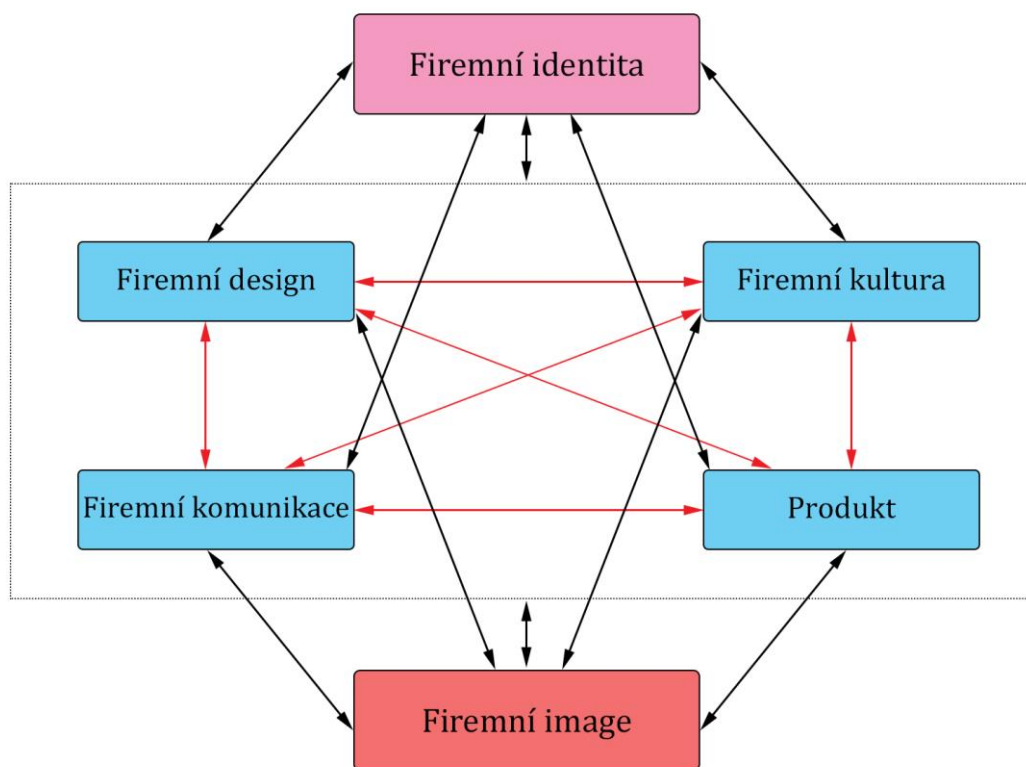 Firemní identita
Firemní design
Firemní kultura
Firemní komunikace
Produkt
Firemní image